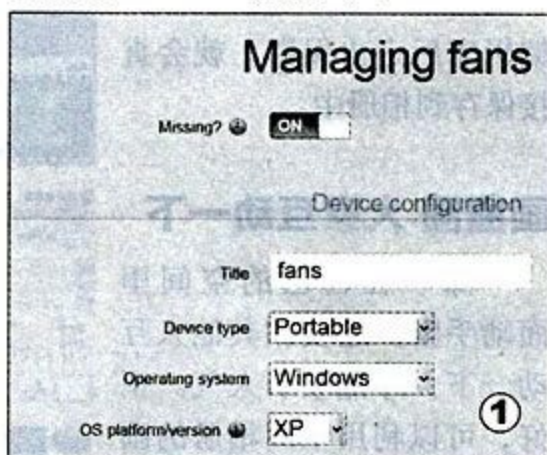 Managing fans
Missing? ON
Device configuration
Title fans
Device type Portable
Operating system Windows
OS platform/version XP
①